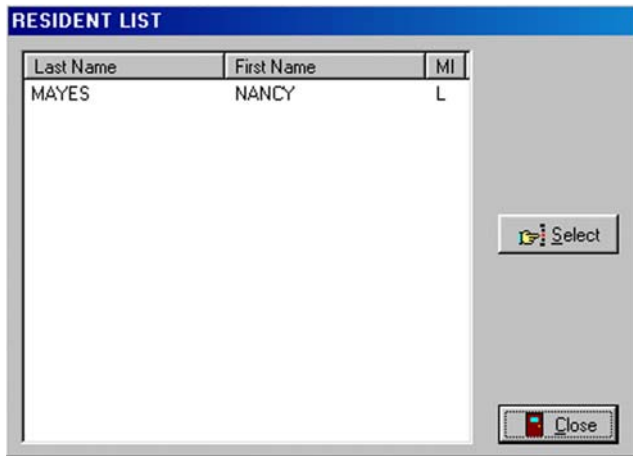 RESIDENT LIST
Last Name First Name MI
MAYES NANCY L
Select
Close